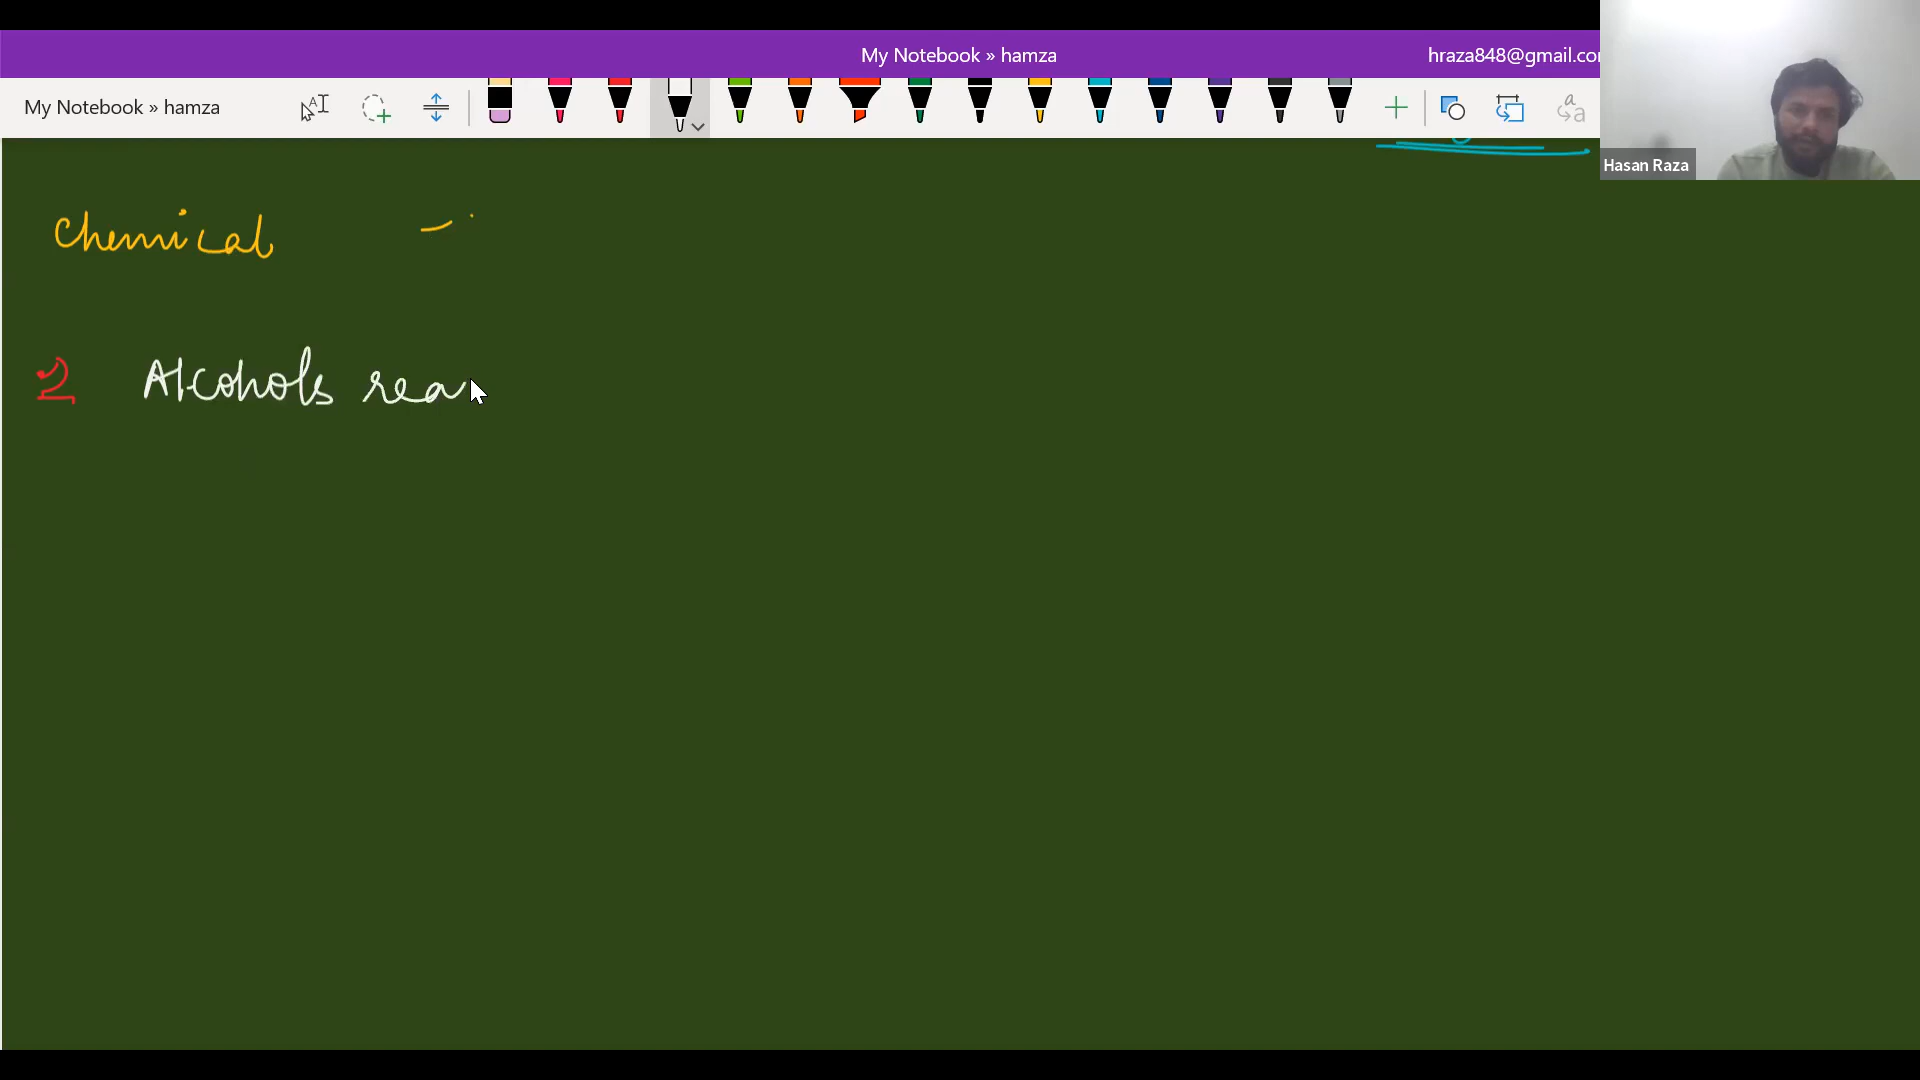 My Notebook » hamza
hraza848@gmail.co
My Notebook » hamza
Hasan Raza
Chemical
2 Alcohols rea